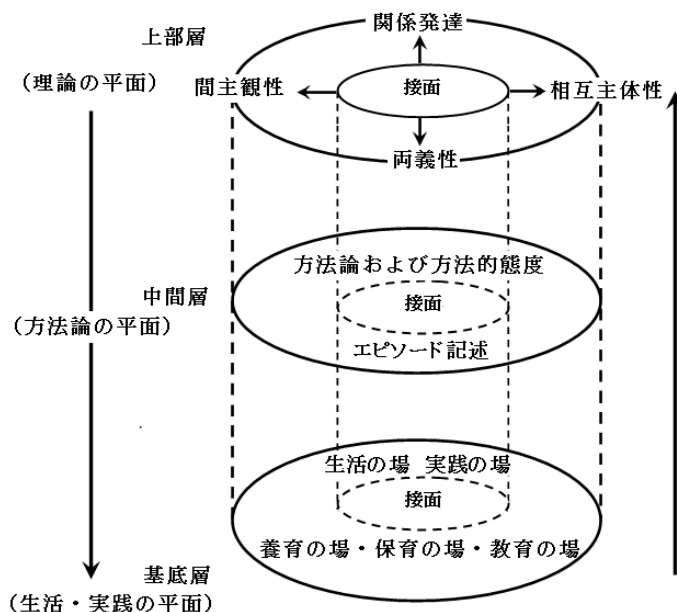 上部層
関係発達
(理論の平面)
間主観性
接面
相互主体性
両義性
方法論および方法的態度
中間層
接面
(方法論の平面)
エピソード記述
生活の場 実践の場
接面
養育の場・保育の場・教育の場
基底層
(生活・実践の平面)